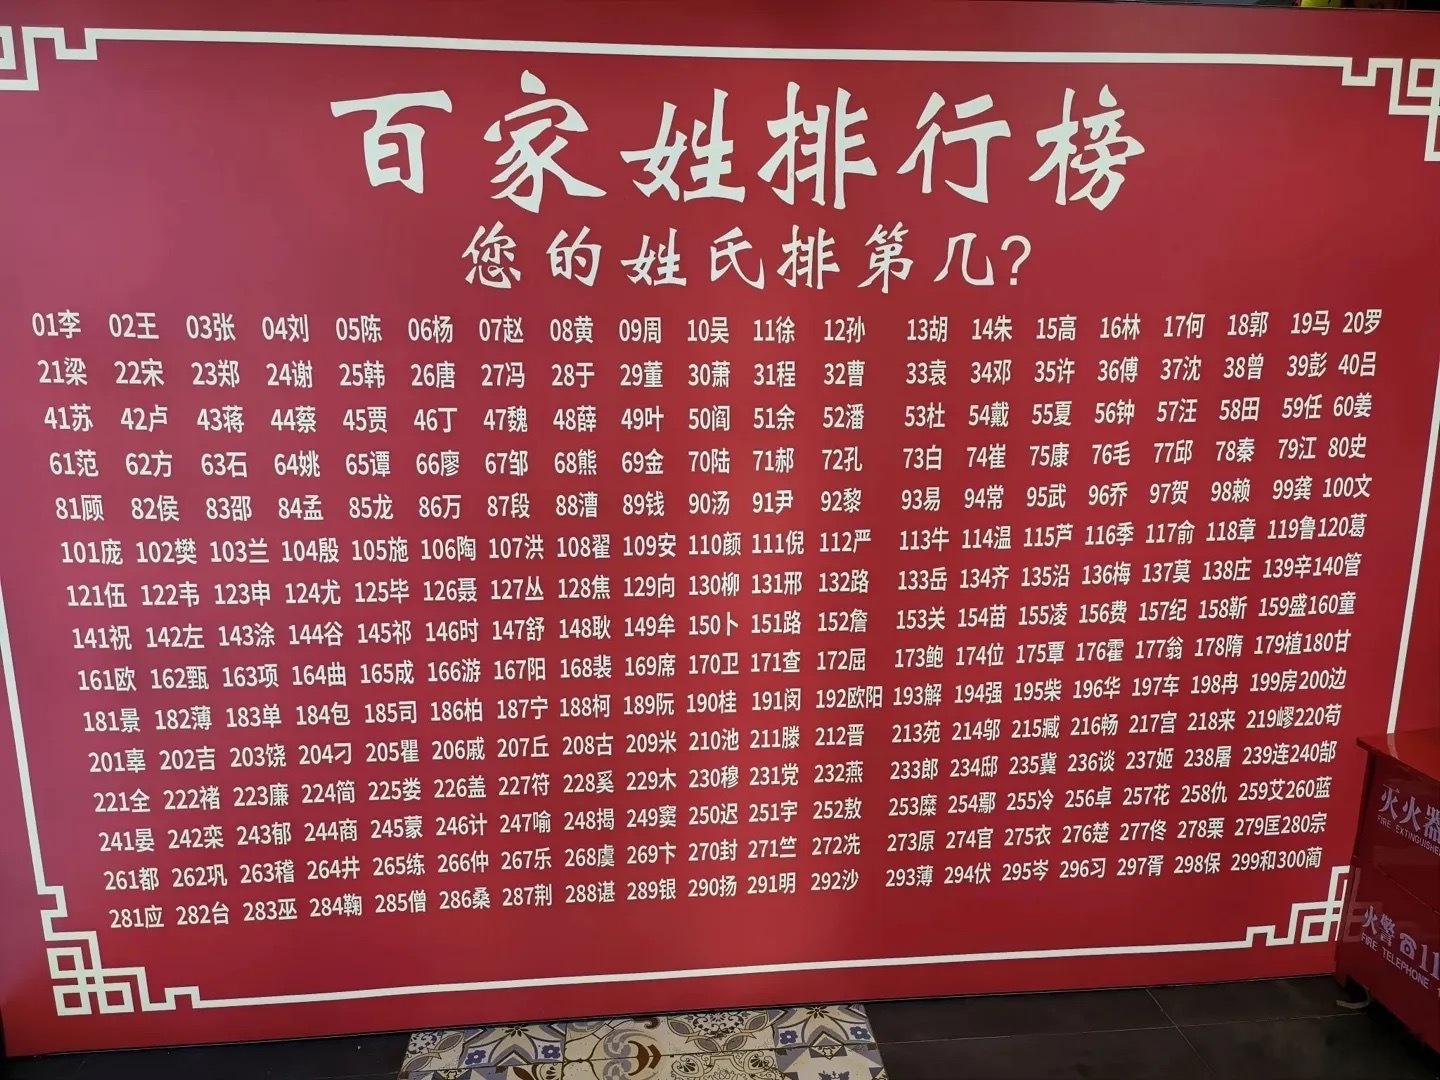 百家姓排行榜
您的姓氏排第几?
01李 02王 03张 04刘 05陈 06杨 07赵 08黄 09周 10吴 11徐 12孙 13胡 14朱 15高 16林 17何 18郭 19马 20罗
21梁 22宋 23郑 24谢 25韩 26唐 27冯 28于 29董 30萧 31程 32曹 33袁 34邓 35许 36傅 37沈 38曾 39彭 40吕
41苏 42卢 43蒋 44蔡 45贾 46丁 47魏 48薛 49叶 50阎 51余 52潘 53杜 54戴 55夏 56钟 57汪 58田 59任 60姜
61范 62方 63石 64姚 65谭 66廖 67邹 68熊 69金 70陆 71郝 72孔 73白 74崔 75康 76毛 77邱 78秦 79江 80史
81顾 82侯 83邵 84孟 85龙 86万 87段 88漕 89钱 90汤 91尹 92黎 93易 94常 95武 96乔 97贺 98赖 99龚 100文
101庞 102樊 103兰 104殷 105施 106陶 107洪 108翟 109安 110颜 111倪 112严 113牛 114温 115芦 116季 117俞 118章 119鲁 120葛
121伍 122韦 123申 124尤 125毕 126聂 127丛 128焦 129向 130柳 131邢 132路 133岳 134齐 135沿 136梅 137莫 138庄 139辛 140管
141祝 142左 143涂 144谷 145祁 146时 147舒 148耿 149牟 150卜 151路 152詹 153关 154苗 155凌 156费 157纪 158靳 159盛 160童
161欧 162甄 163项 164曲 165成 166游 167阳 168裴 169席 170卫 171查 172屈 173鲍 174位 175覃 176霍 177翁 178隋 179植 180甘
181景 182薄 183单 184包 185司 186柏 187宁 188柯 189阮 190桂 191闵 192欧阳 193解 194强 195柴 196华 197车 198冉 199房 200边
201辜 202吉 203饶 204刁 205瞿 206戚 207丘 208古 209米 210池 211滕 212晋 213苑 214邬 215臧 216畅 217宫 218来 219嵺 220苟
221全 222褚 223廉 224简 225娄 226盖 227符 228奚 229木 230穆 231党 232燕 233郎 234邸 235冀 236谈 237姬 238屠 239连 240郜
241晏 242栾 243郁 244商 245蒙 246计 247喻 248揭 249窦 250迟 251宇 252敖 253糜 254鄢 255冷 256卓 257花 258仇 259艾 260蓝
261都 262巩 263稽 264井 265练 266仲 267乐 268虞 269卞 270封 271竺 272冼 273原 274官 275衣 276楚 277佟 278栗 279匡 280宗
281应 282台 283巫 284鞠 285僧 286桑 287荆 288谌 289银 290扬 291明 292沙 293薄 294伏 295岑 296习 297胥 298保 299和 300蔺
灭火器
FIRE EXTINGUISHER
火警☎11
FIRE TELEPHONE